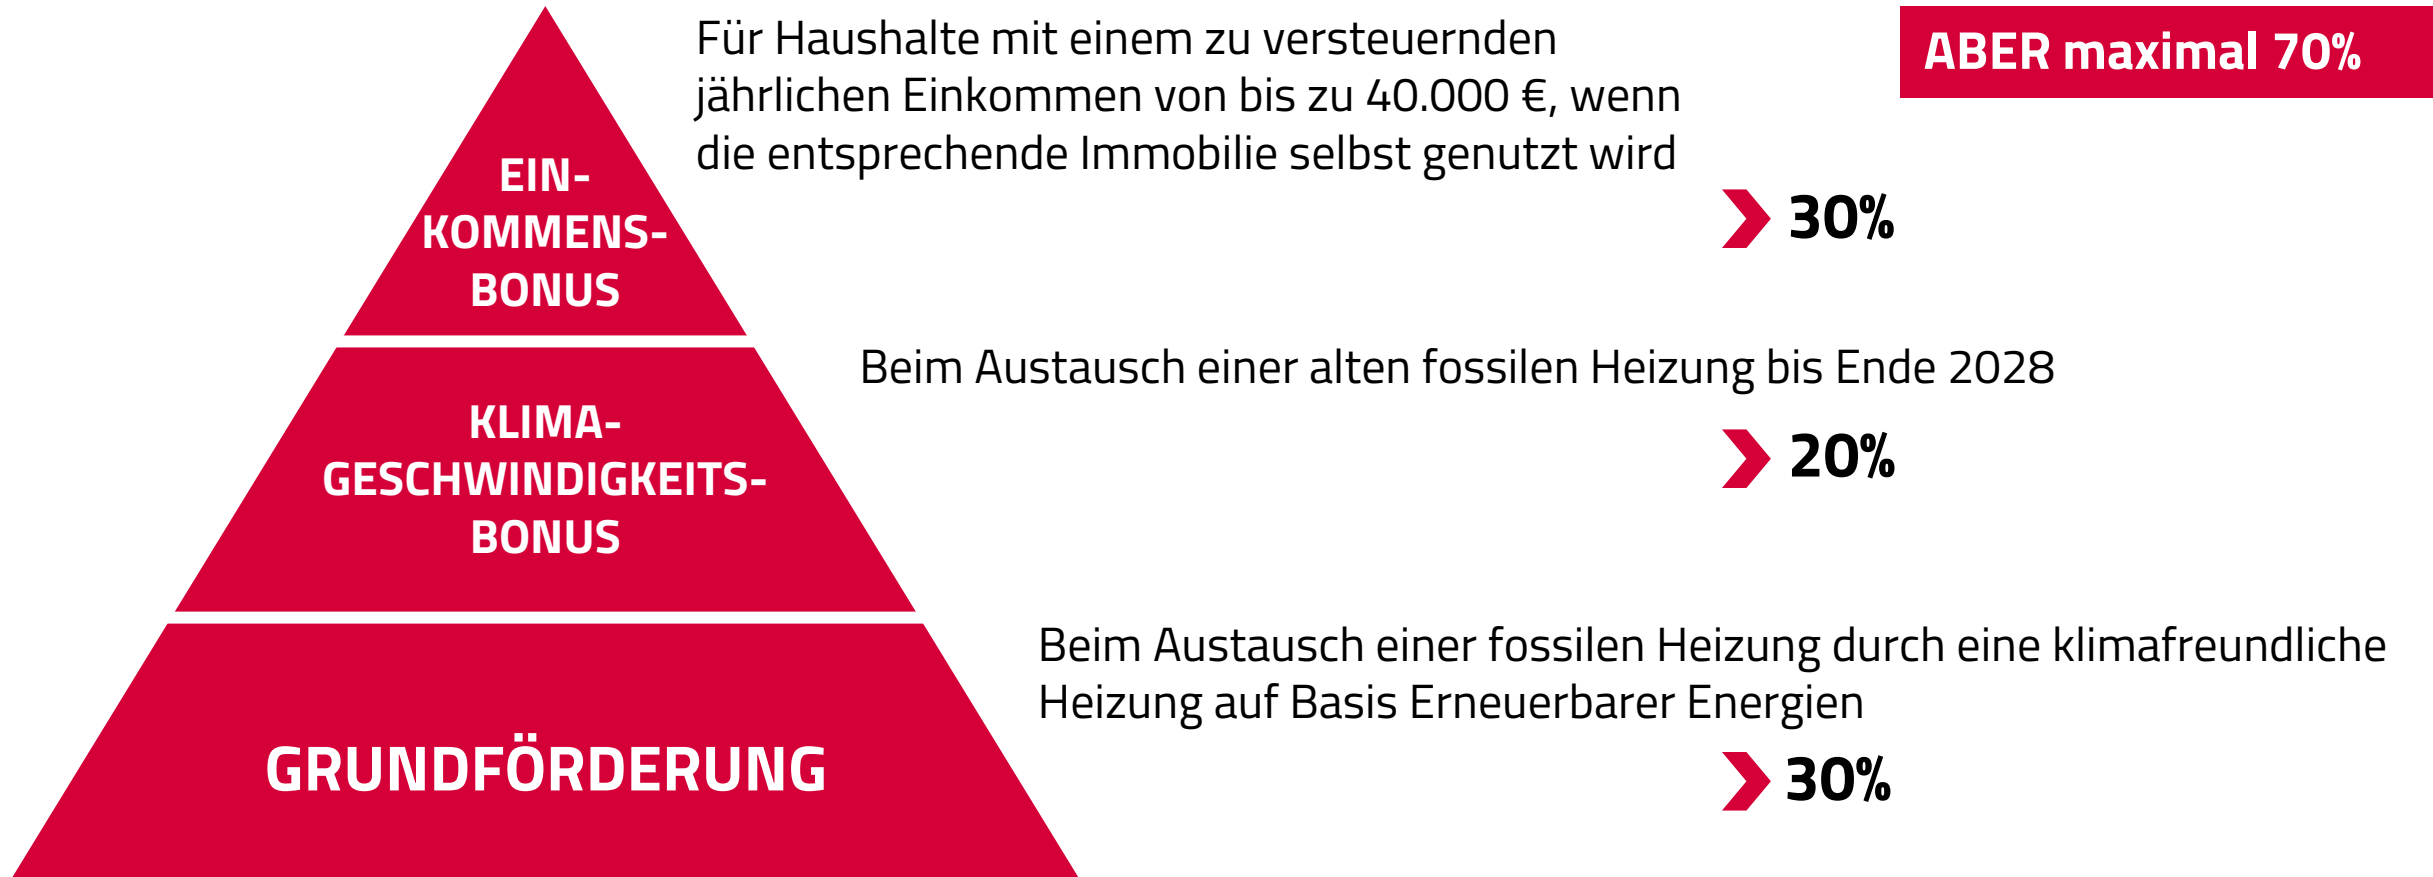 Für Haushalte mit einem zu versteuernden
jährlichen Einkommen von bis zu 40.000 €, wenn
die entsprechende Immobilie selbst genutzt wird
ABER maximal 70%
EIN-
KOMMENS-
BONUS
30%
Beim Austausch einer alten fossilen Heizung bis Ende 2028
KLIMA-
GESCHWINDIGKEITS-
BONUS
20%
Beim Austausch einer fossilen Heizung durch eine klimafreundliche
Heizung auf Basis Erneuerbarer Energien
GRUNDFÖRDERUNG
30%